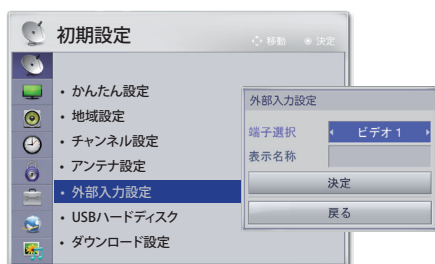 初期設定
移動 決定
・かんたん設定
・地域設定
・チャンネル設定
・アンテナ設定
・外部入力設定
・USBハードディスク
・ダウンロード設定
外部入力設定
端子選択 ビデオ 1
表示名称
決定
戻る